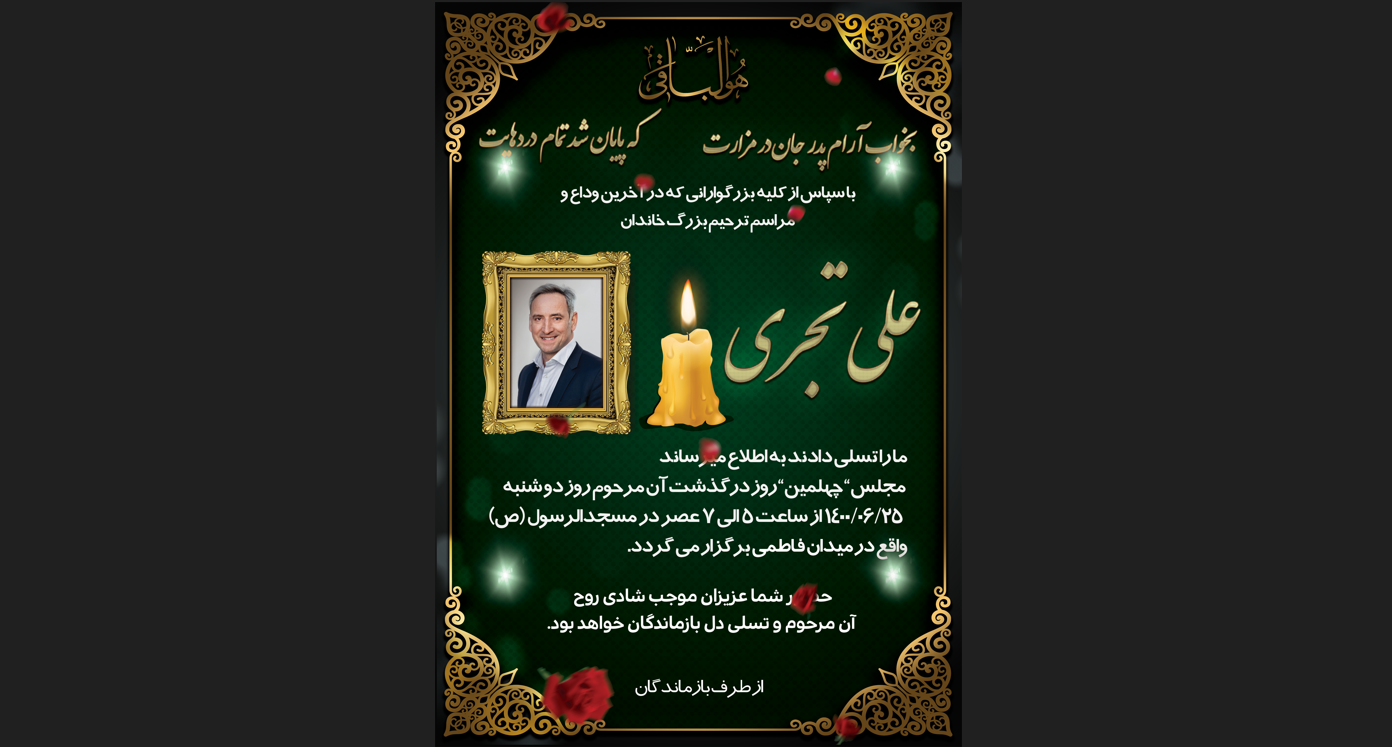 هوالباقی
بخواب آرام پدر جان در مزارت
که پایان شد تمام دردهایت
با سپاس از کلیه بزرگوارانی که در آخرین وداع و
مراسم ترحیم بزرگ خاندان
علی تجری
ما را تسلی دادند به اطلاع میرساند
مجلس “چهلمین“ روز درگذشت آن مرحوم روز دوشنبه
۱٤۰۰/۰۶/۲۵ از ساعت ۵ الی ۷ عصر در مسجدالرسول (ص)
واقع در میدان فاطمی برگزار می گردد.
حضور شما عزیزان موجب شادی روح
آن مرحوم و تسلی دل بازماندگان خواهد بود.
از طرف بازماندگان